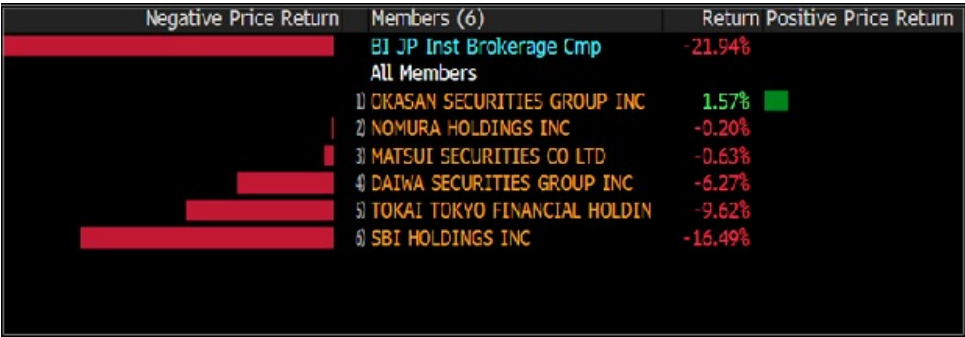 Negative Price Return Members (6) Return Positive Price Return
BI JP Inst Brokerage Cmp -21.94%
All Members
1) OKASAN SECURITIES GROUP INC 1.57%
2) NOMURA HOLDINGS INC -0.20%
3) MATSUI SECURITIES CO LTD -0.63%
4) DAIWA SECURITIES GROUP INC -6.27%
5) TOKAI TOKYO FINANCIAL HOLDIN -9.62%
6) SBI HOLDINGS INC -16.49%